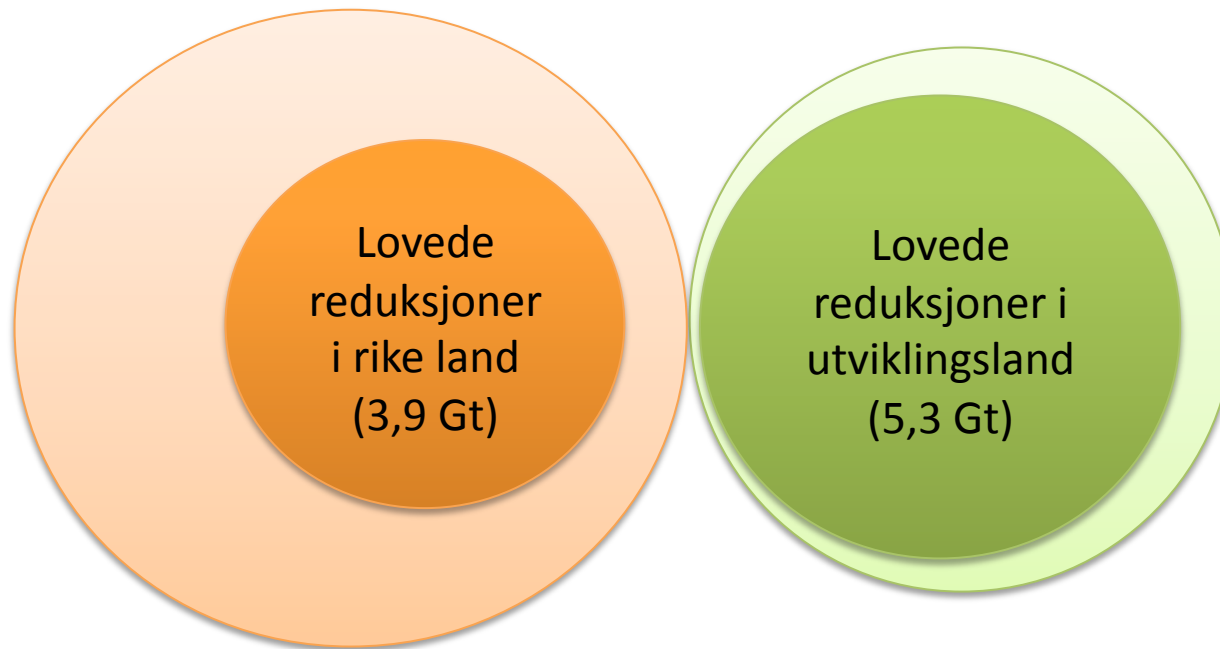 Lovede
reduksjoner
i rike land
(3,9 Gt)
Lovede
reduksjoner i
utviklingsland
(5,3 Gt)